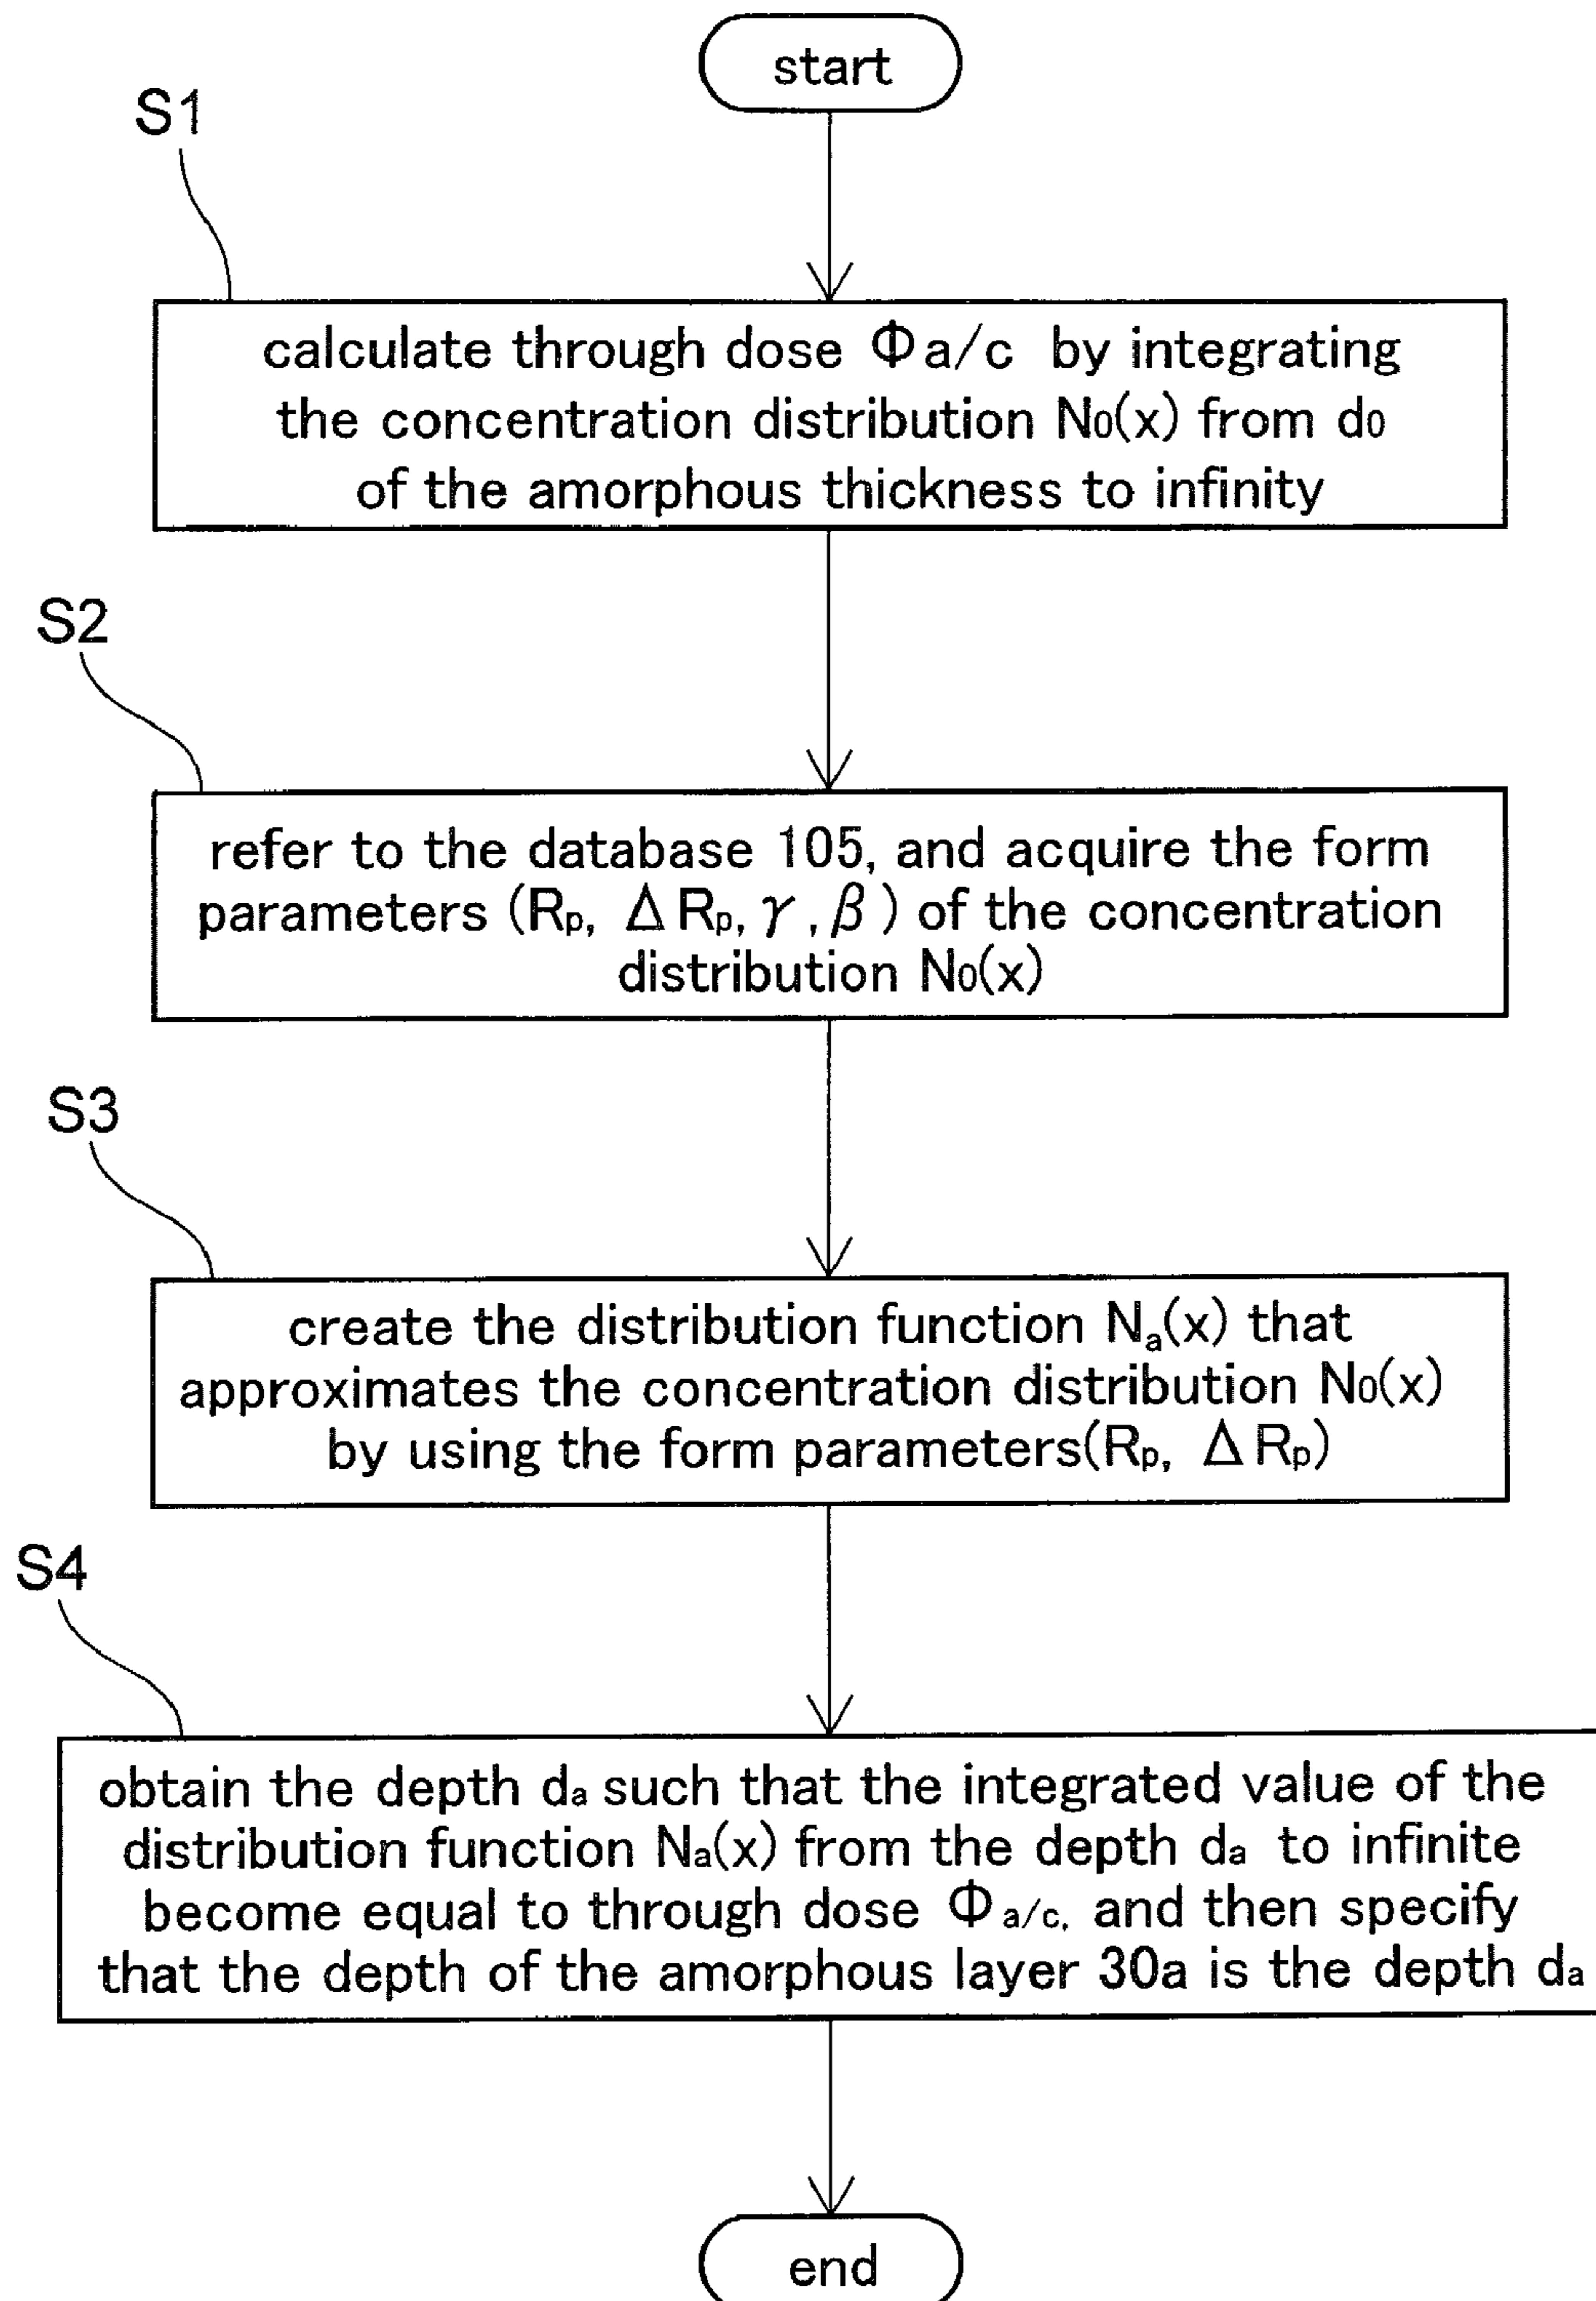 start
S1
calculate through dose Φa/c by integrating
the concentration distribution N0(x) from d0
of the amorphous thickness to infinity
S2
refer to the database 105, and acquire the form
parameters (Rp, ΔRp, γ, β) of the concentration
distribution N0(x)
S3
create the distribution function Na(x) that
approximates the concentration distribution N0(x)
by using the form parameters(Rp, ΔRp)
S4
obtain the depth da such that the integrated value of the
distribution function Na(x) from the depth da to infinite
become equal to through dose Φa/c, and then specify
that the depth of the amorphous layer 30a is the depth da
end